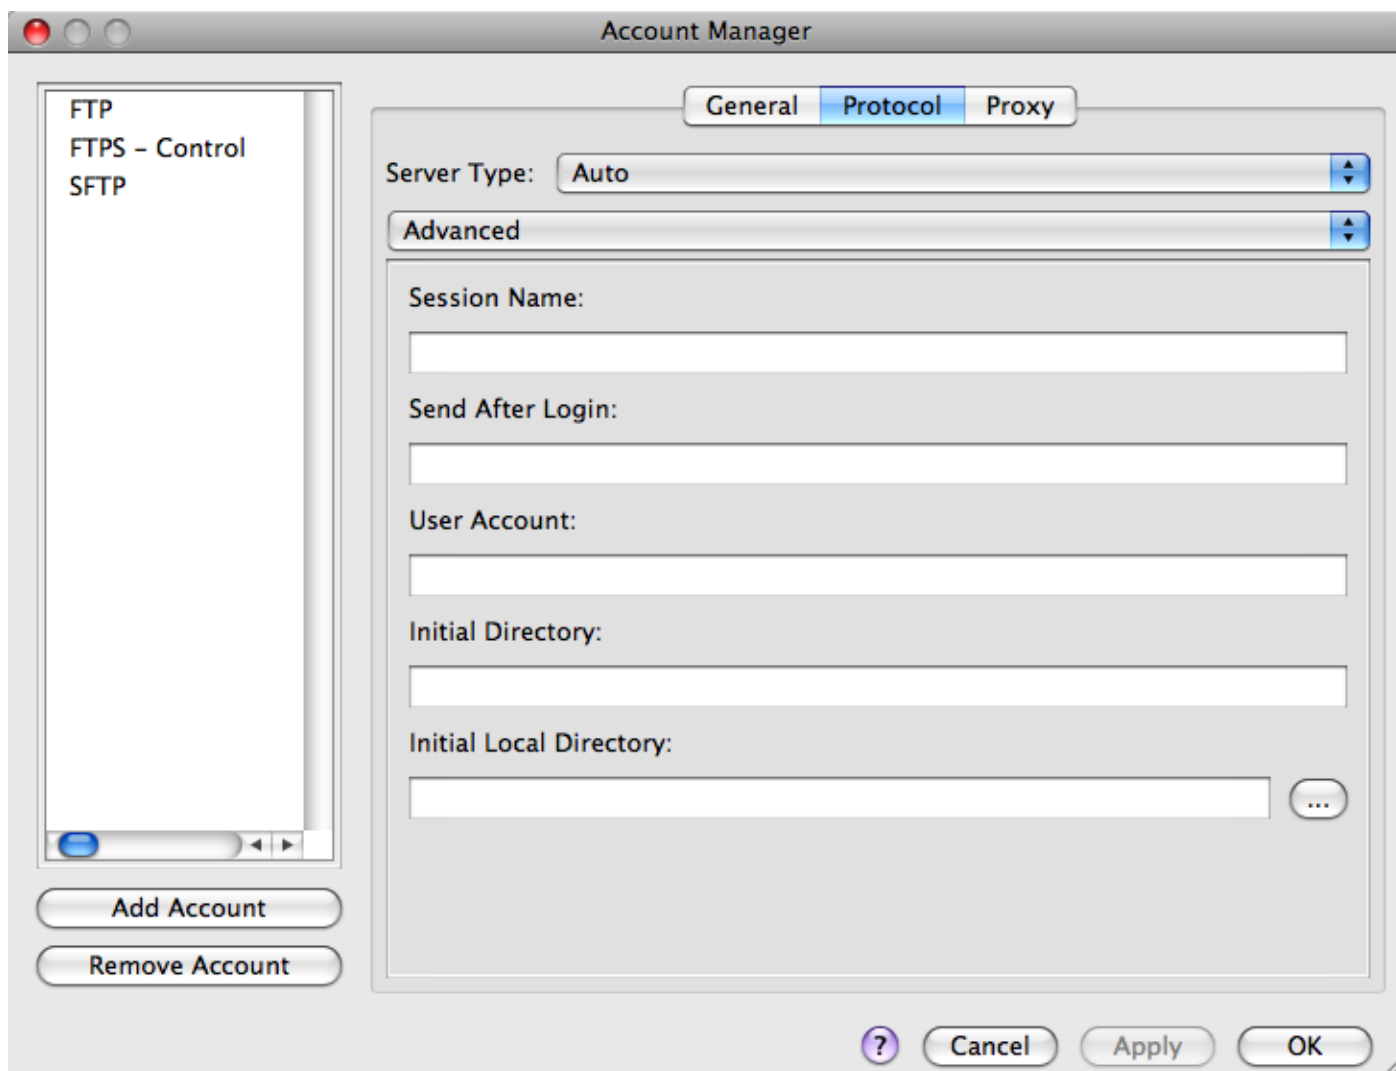 Account Manager
FTP
FTPS – Control
SFTP
Add Account
Remove Account
General Protocol Proxy
Server Type: Auto
Advanced
Session Name:
Send After Login:
User Account:
Initial Directory:
Initial Local Directory:
...
? Cancel Apply OK